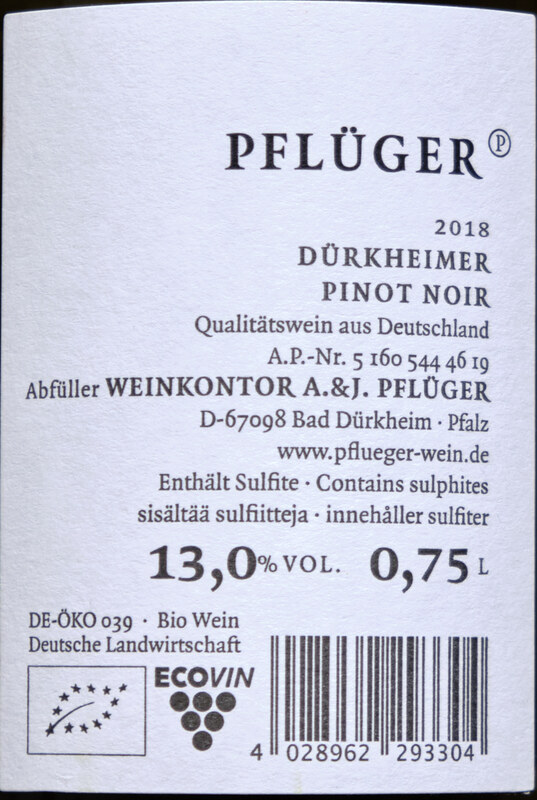 PFLÜGER Ⓟ
2018
DÜRKHEIMER
PINOT NOIR
Qualitätswein aus Deutschland
A.P.-Nr. 5 160 544 46 19
Abfüller WEINKONTOR A.&J. PFLÜGER
D-67098 Bad Dürkheim · Pfalz
www.pflueger-wein.de
Enthält Sulfite · Contains sulphites
sisältää sulfiitteja · innehåller sulfiter
13,0% VOL. 0,75 L
DE-ÖKO 039 · Bio Wein
Deutsche Landwirtschaft
ECOVIN
4 028962 293304